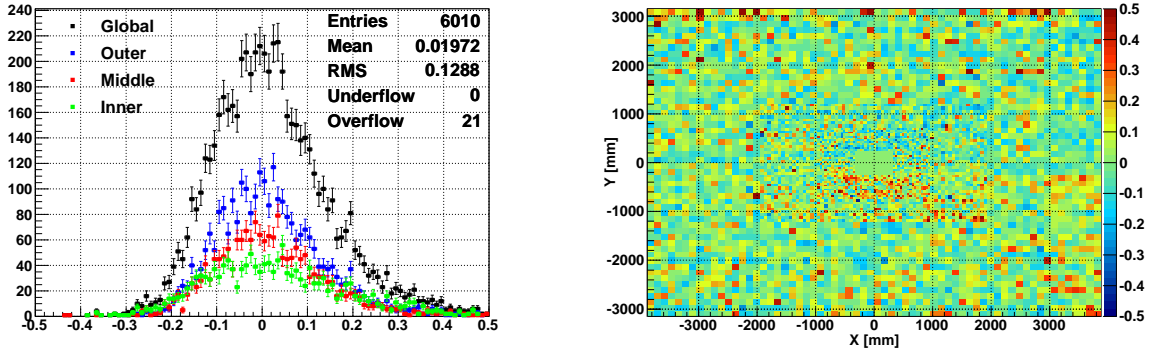 240
220
200
180
160
140
120
100
80
60
40
20
0
Global
Outer
Middle
Inner
Entries 6010
Mean 0.01972
RMS 0.1288
Underflow 0
Overflow 21
-0.5 -0.4 -0.3 -0.2 -0.1 0 0.1 0.2 0.3 0.4 0.5
Y [mm]
3000
2000
1000
0
-1000
-2000
-3000
-3000 -2000 -1000 0 1000 2000 3000
X [mm]
0.5
0.4
0.3
0.2
0.1
0
-0.1
-0.2
-0.3
-0.4
-0.5